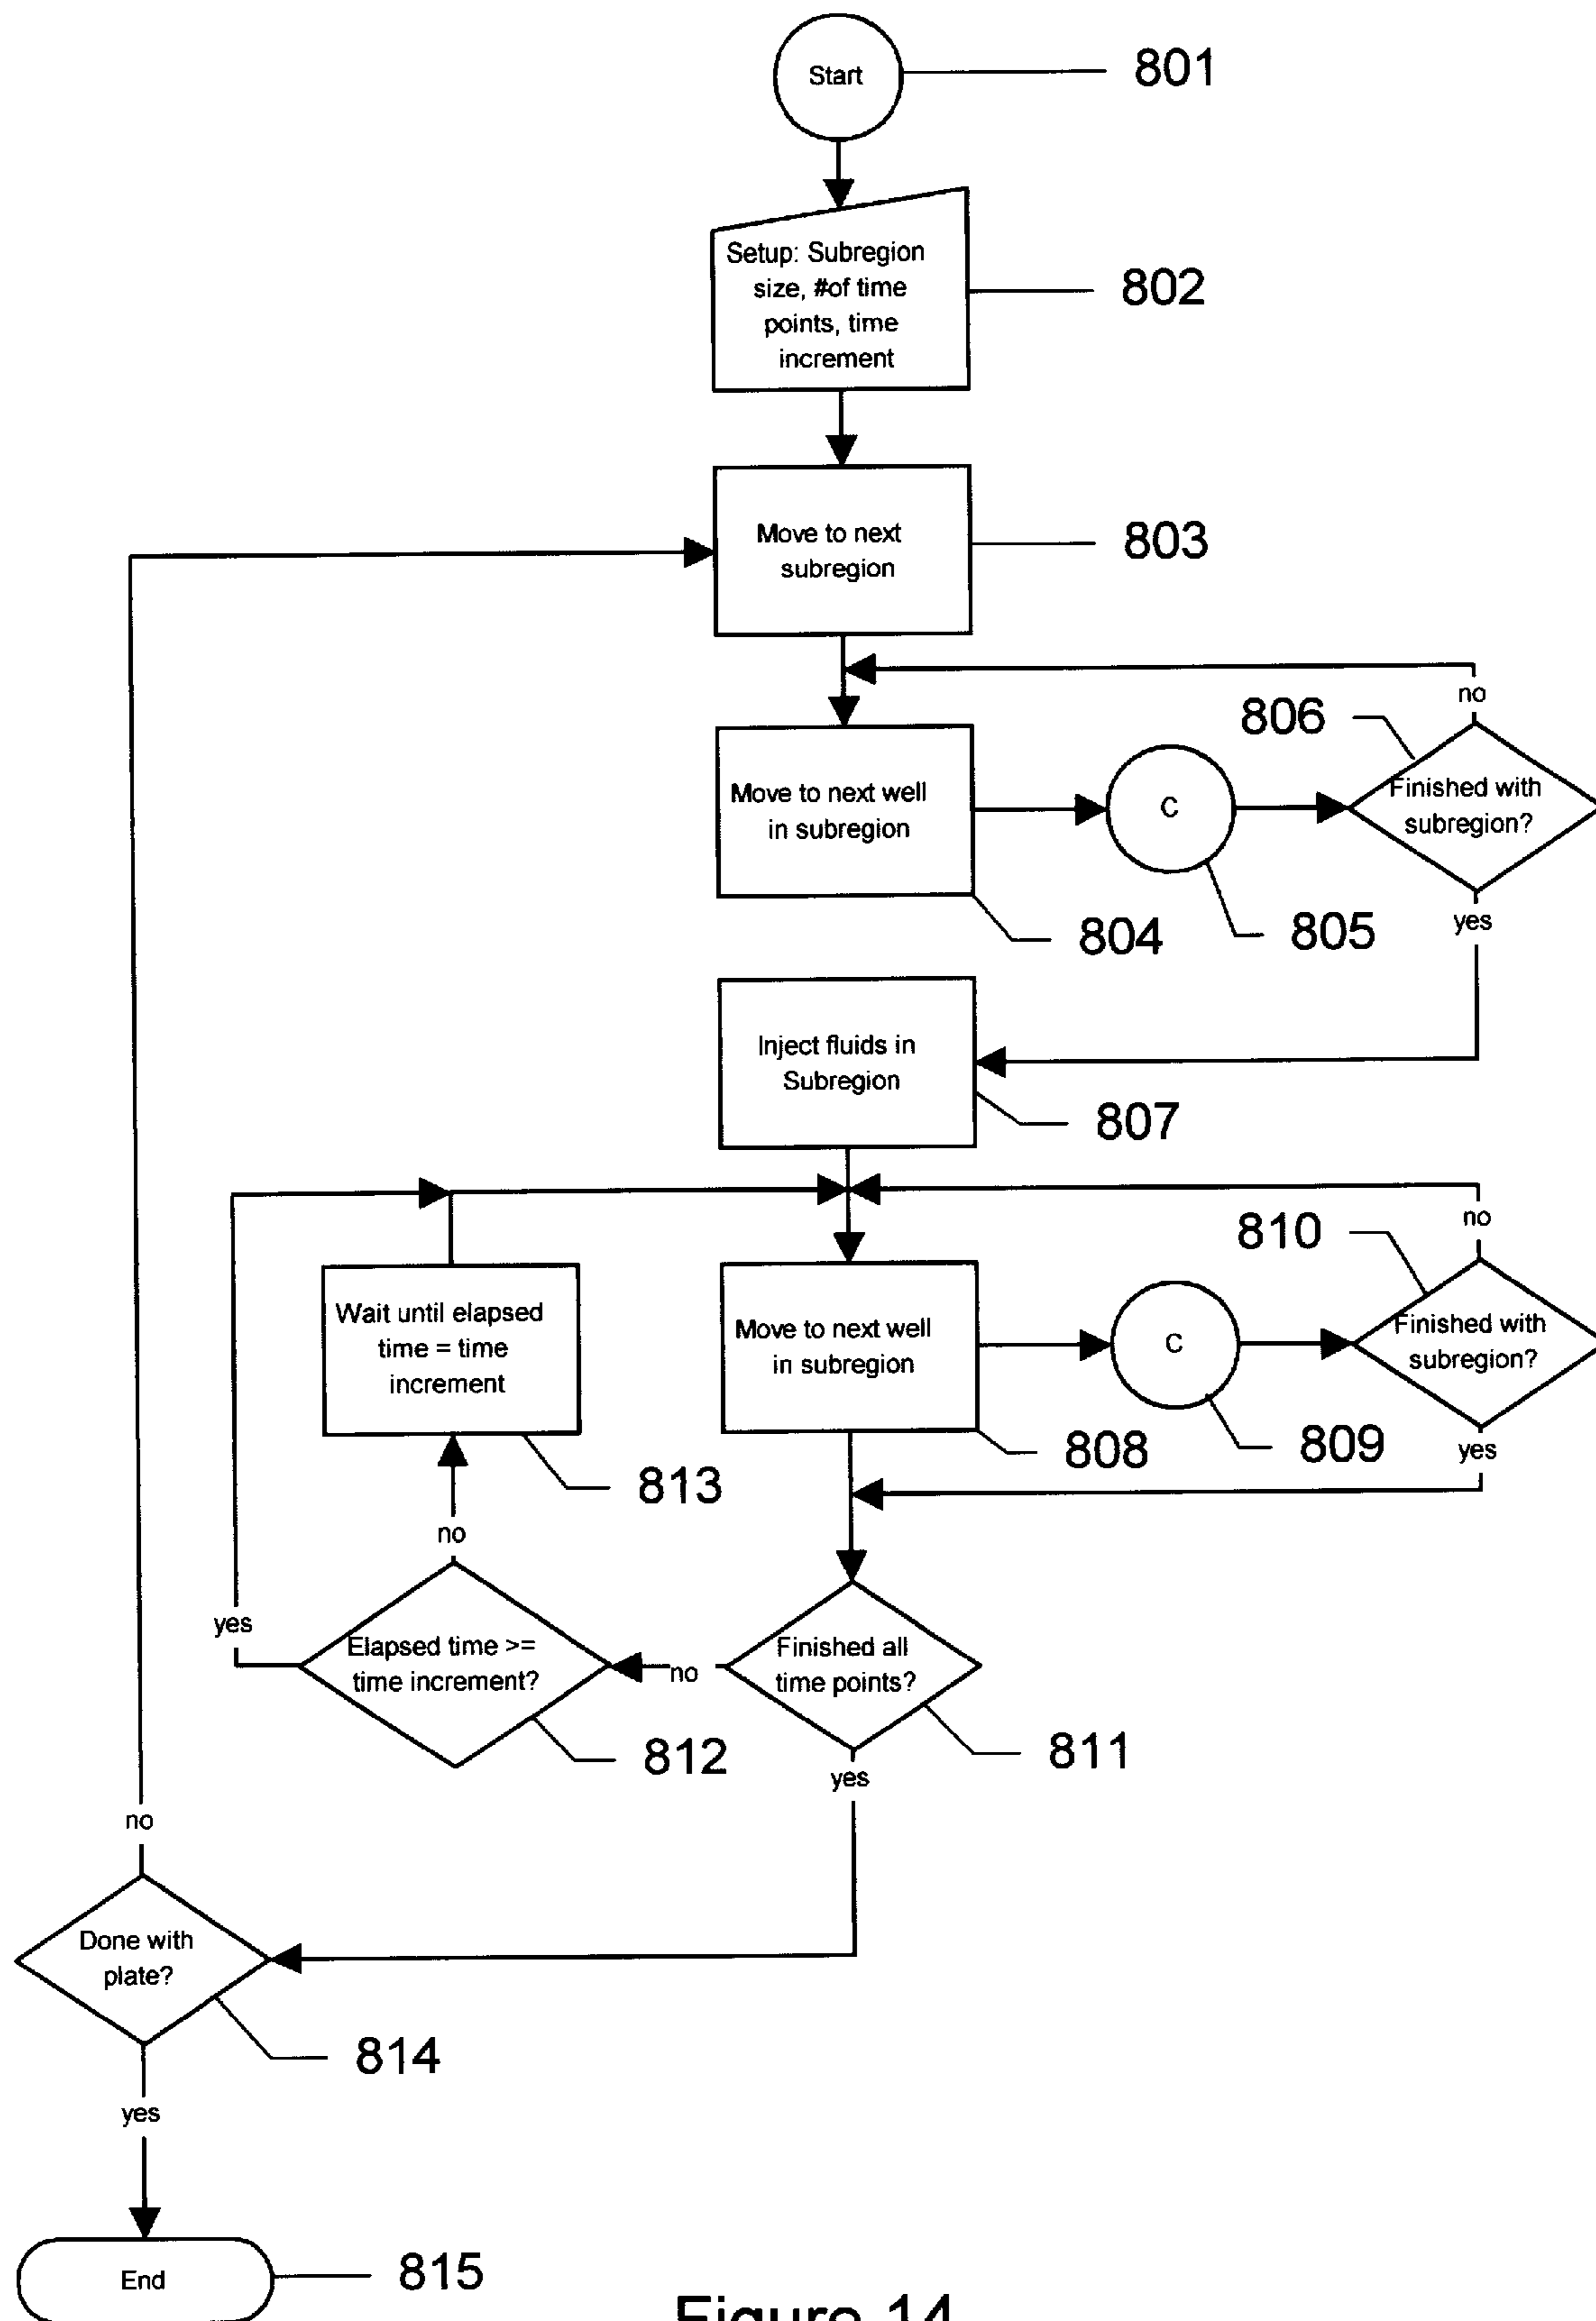 Start
801
Setup: Subregion
size, #of time
points, time
increment
802
Move to next
subregion
803
no
806
Move to next well
in subregion
C
Finished with
subregion?
804
805
yes
Inject fluids in
Subregion
807
no
810
Wait until elapsed
time = time
increment
Move to next well
in subregion
C
Finished with
subregion?
808
809
yes
813
no
yes
Elapsed time >=
time increment?
no
Finished all
time points?
812
811
yes
no
Done with
plate?
814
yes
End
815
Figure 14